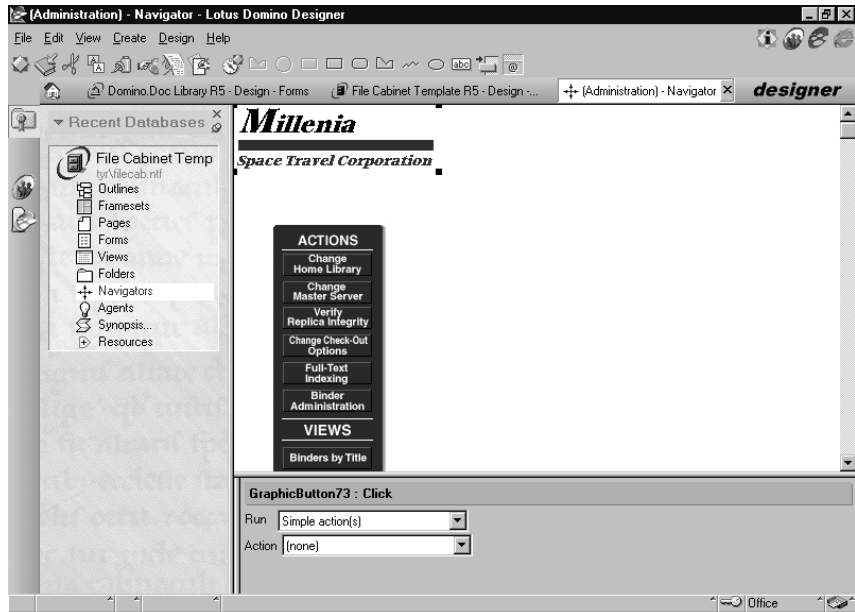 (Administration) - Navigator - Lotus Domino Designer
File Edit View Create Design Help
abc
@
Domino.Doc Library R5 - Design - Forms
File Cabinet Template R5 - Design -...
(Administration) - Navigator
designer
Recent Databases
File Cabinet Temp
tyr\filecab.ntf
Outlines
Framesets
Pages
Forms
Views
Folders
Navigators
Agents
Synopsis...
Resources
Millenia
Space Travel Corporation
ACTIONS
Change
Home Library
Change
Master Server
Verify
Replica Integrity
Change Check-Out
Options
Full-Text
Indexing
Binder
Administration
VIEWS
Binders by Title
GraphicButton73 : Click
Run Simple action(s)
Action (none)
Office